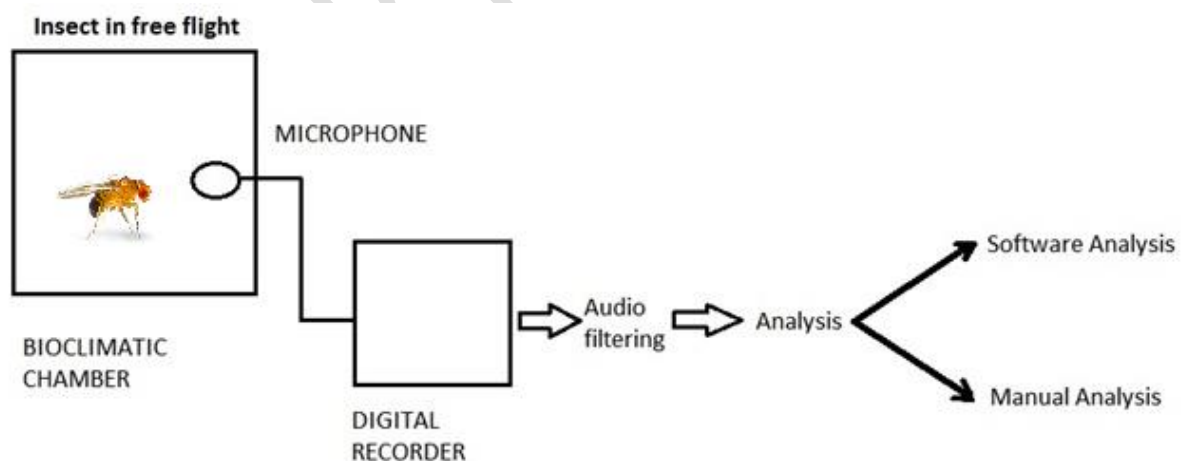 Insect in free flight
MICROPHONE
BIOCLIMATIC
CHAMBER
DIGITAL
RECORDER
Audio
filtering
Analysis
Software Analysis
Manual Analysis